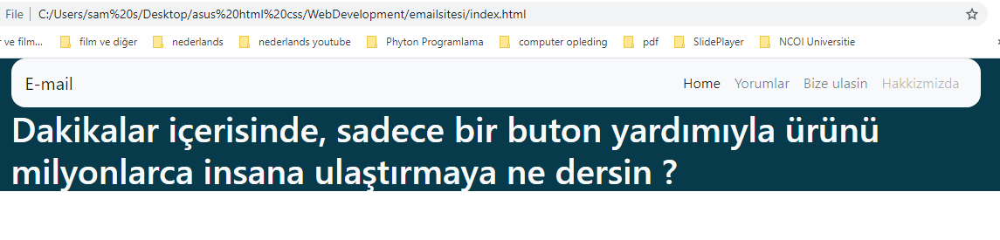 File C:/Users/sam%20s/Desktop/asus%20html%20css/WebDevelopment/emailsitesi/index.html
r ve film... film ve diğer nederlands nederlands youtube Phyton Programlama computer opleding pdf SlidePlayer NCOI Universitie
E-mail Home Yorumlar Bize ulasin Hakkizmizda
Dakikalar içerisinde, sadece bir buton yardımıyla ürünü
milyonlarca insana ulaştırmaya ne dersin ?